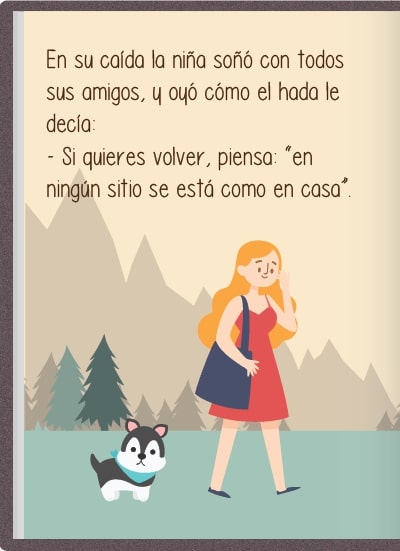 En su caída la niña soñó con todos
sus amigos, y oyó cómo el hada le
decía:
- Si quieres volver, piensa: "en
ningún sitio se está como en casa".